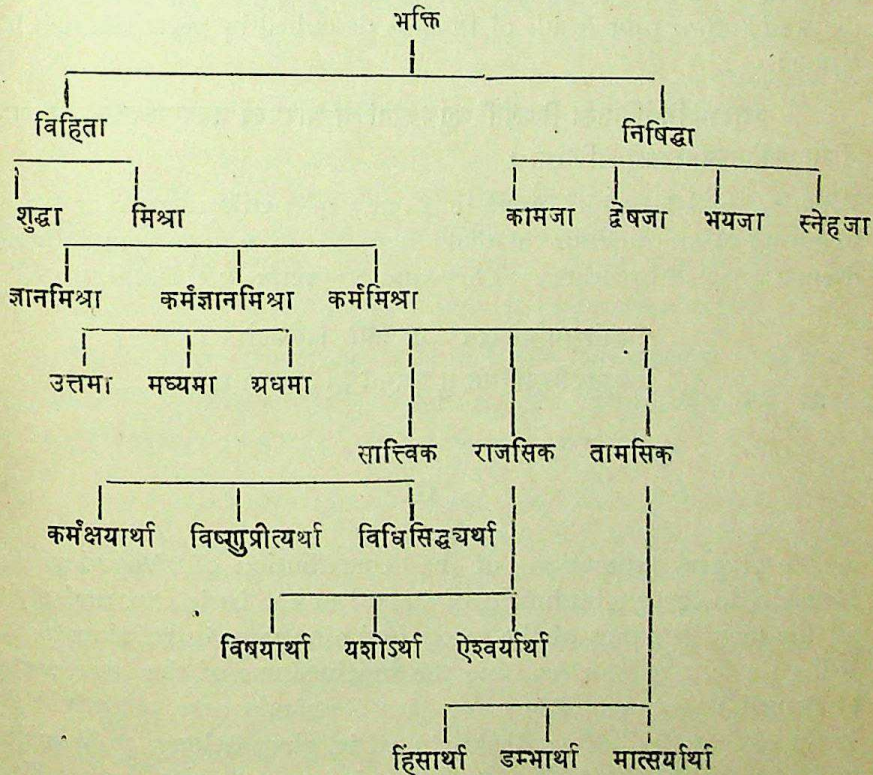 भक्ति
विहिता निषिद्धा
शुद्धा मिश्रा कामजा द्वेषजा भयजा स्नेहजा
ज्ञानमिश्रा कर्मज्ञानमिश्रा कर्ममिश्रा
उत्तमा मध्यमा अधमा
सात्त्विक राजसिक तामसिक
कर्मक्षयार्था विष्णुप्रीत्यर्था विधिसिद्ध्यर्था
विषयार्था यशोऽर्था ऐश्वर्यार्था
हिंसार्था डम्भार्था मात्सर्यार्था